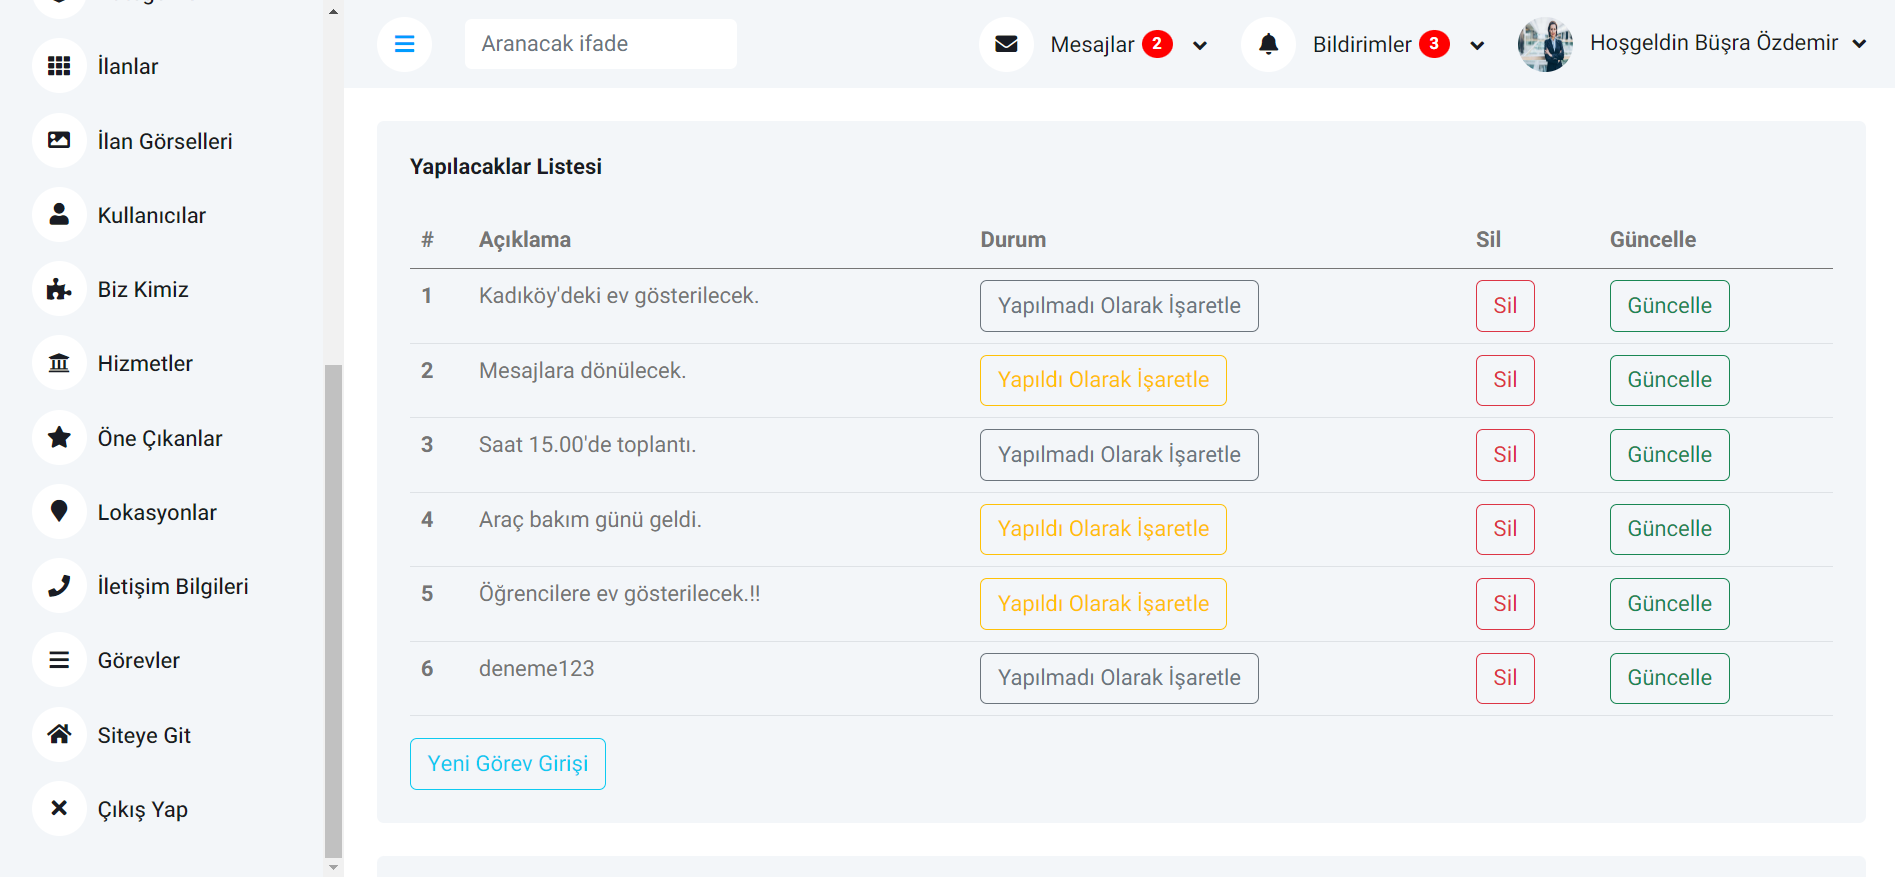 İlanlar
İlan Görselleri
Kullanıcılar
Biz Kimiz
Hizmetler
Öne Çıkanlar
Lokasyonlar
İletişim Bilgileri
Görevler
Siteye Git
Çıkış Yap
Aranacak ifade
Mesajlar 2
Bildirimler 3
Hoşgeldin Büşra Özdemir
Yapılacaklar Listesi
# Açıklama Durum Sil Güncelle
1 Kadıköy'deki ev gösterilecek. Yapılmadı Olarak İşaretle Sil Güncelle
2 Mesajlara dönülecek. Yapıldı Olarak İşaretle Sil Güncelle
3 Saat 15.00'de toplantı. Yapılmadı Olarak İşaretle Sil Güncelle
4 Araç bakım günü geldi. Yapıldı Olarak İşaretle Sil Güncelle
5 Öğrencilere ev gösterilecek.!! Yapıldı Olarak İşaretle Sil Güncelle
6 deneme123 Yapılmadı Olarak İşaretle Sil Güncelle
Yeni Görev Girişi